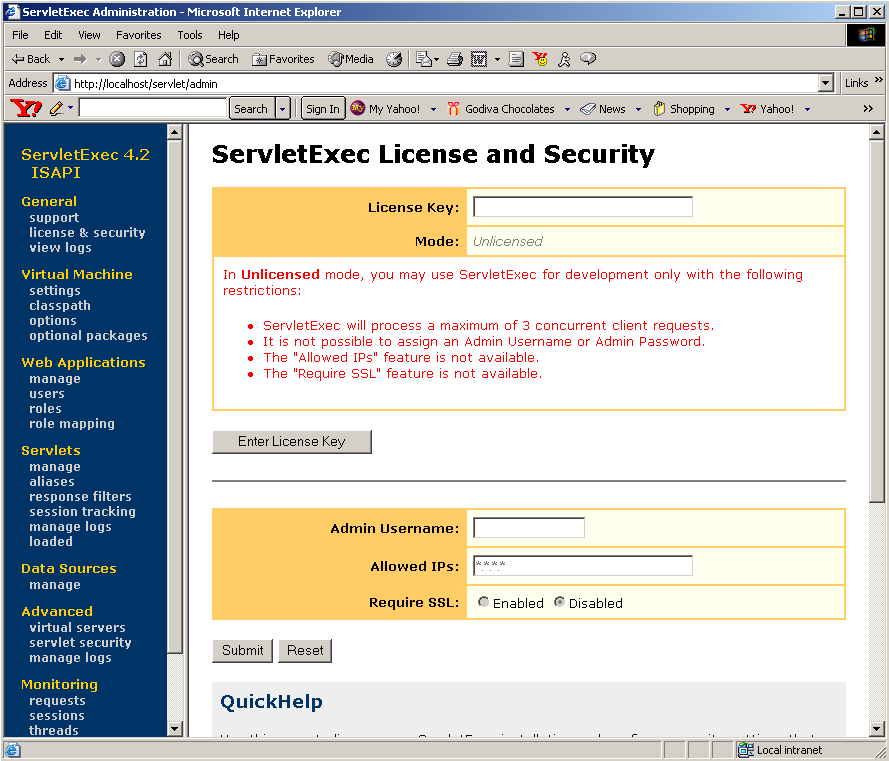 ServletExec Administration - Microsoft Internet Explorer
File Edit View Favorites Tools Help
Back Search Favorites Media
Address http://localhost/servlet/admin Links »
Y! Search Sign In My Yahoo! Godiva Chocolates News Shopping Y! Yahoo! »
ServletExec 4.2
ISAPI
General
support
license & security
view logs
Virtual Machine
settings
classpath
options
optional packages
Web Applications
manage
users
roles
role mapping
Servlets
manage
aliases
response filters
session tracking
manage logs
loaded
Data Sources
manage
Advanced
virtual servers
servlet security
manage logs
Monitoring
requests
sessions
threads
ServletExec License and Security
License Key:
Mode: Unlicensed
In Unlicensed mode, you may use ServletExec for development only with the following
restrictions:
• ServletExec will process a maximum of 3 concurrent client requests.
• It is not possible to assign an Admin Username or Admin Password.
• The "Allowed IPs" feature is not available.
• The "Require SSL" feature is not available.
Enter License Key
Admin Username:
Allowed IPs: *.*.*.*
Require SSL: Enabled Disabled
Submit Reset
QuickHelp
Local intranet